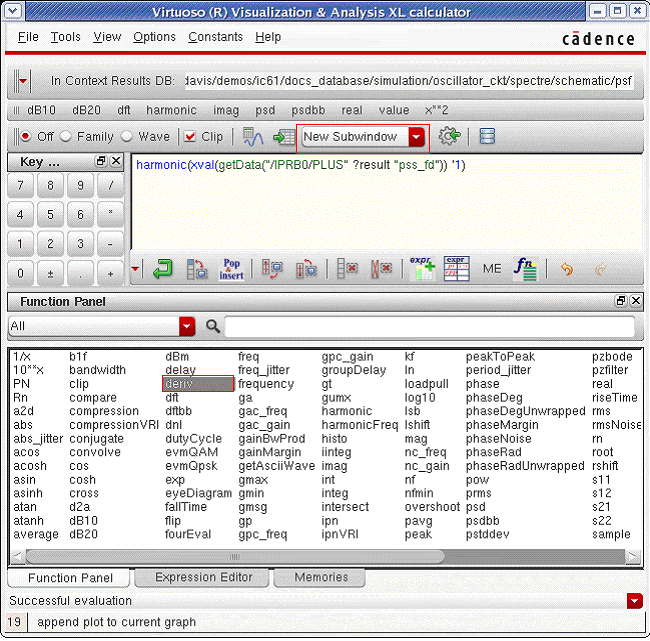 Virtuoso (R) Visualization & Analysis XL calculator
File Tools View Options Constants Help cādence
In Context Results DB: davis/demos/ic61/docs_database/simulation/oscillator_ckt/spectre/schematic/psf
dB10 dB20 dft harmonic imag psd psdbb real value x**2
Off Family Wave Clip New Subwindow
Key ...
harmonic(xval(getData("/IPRB0/PLUS" ?result "pss_fd")) '1)
7 8 9 /
4 5 6 *
1 2 3 -
0 ± . +
Pop & insert expr expr ME fn
Function Panel
All
1/x b1f dBm freq gpc_gain kf peakToPeak pzbode
10**x bandwidth delay freq_jitter groupDelay ln period_jitter pzfilter
PN clip deriv frequency gt loadpull phase real
Rn compare dft ga gumx log10 phaseDeg riseTime
a2d compression dftbb gac_freq harmonic lsb phaseDegUnwrapped rms
abs compressionVRI dnl gac_gain harmonicFreq lshift phaseMargin rmsNoise
abs_jitter conjugate dutyCycle gainBwProd histo mag phaseNoise rn
acos convolve evmQAM gainMargin iinteg nc_freq phaseRad root
acosh cos evmQpsk getAsciiWave imag nc_gain phaseRadUnwrapped rshift
asin cosh exp gmax int nf pow s11
asinh cross eyeDiagram gmin integ nfmin prms s12
atan d2a fallTime gmsg intersect overshoot psd s21
atanh dB10 flip gp ipn pavg psdbb s22
average dB20 fourEval gpc_freq ipnVRI peak pstddev sample
Function Panel Expression Editor Memories
Successful evaluation
19 append plot to current graph